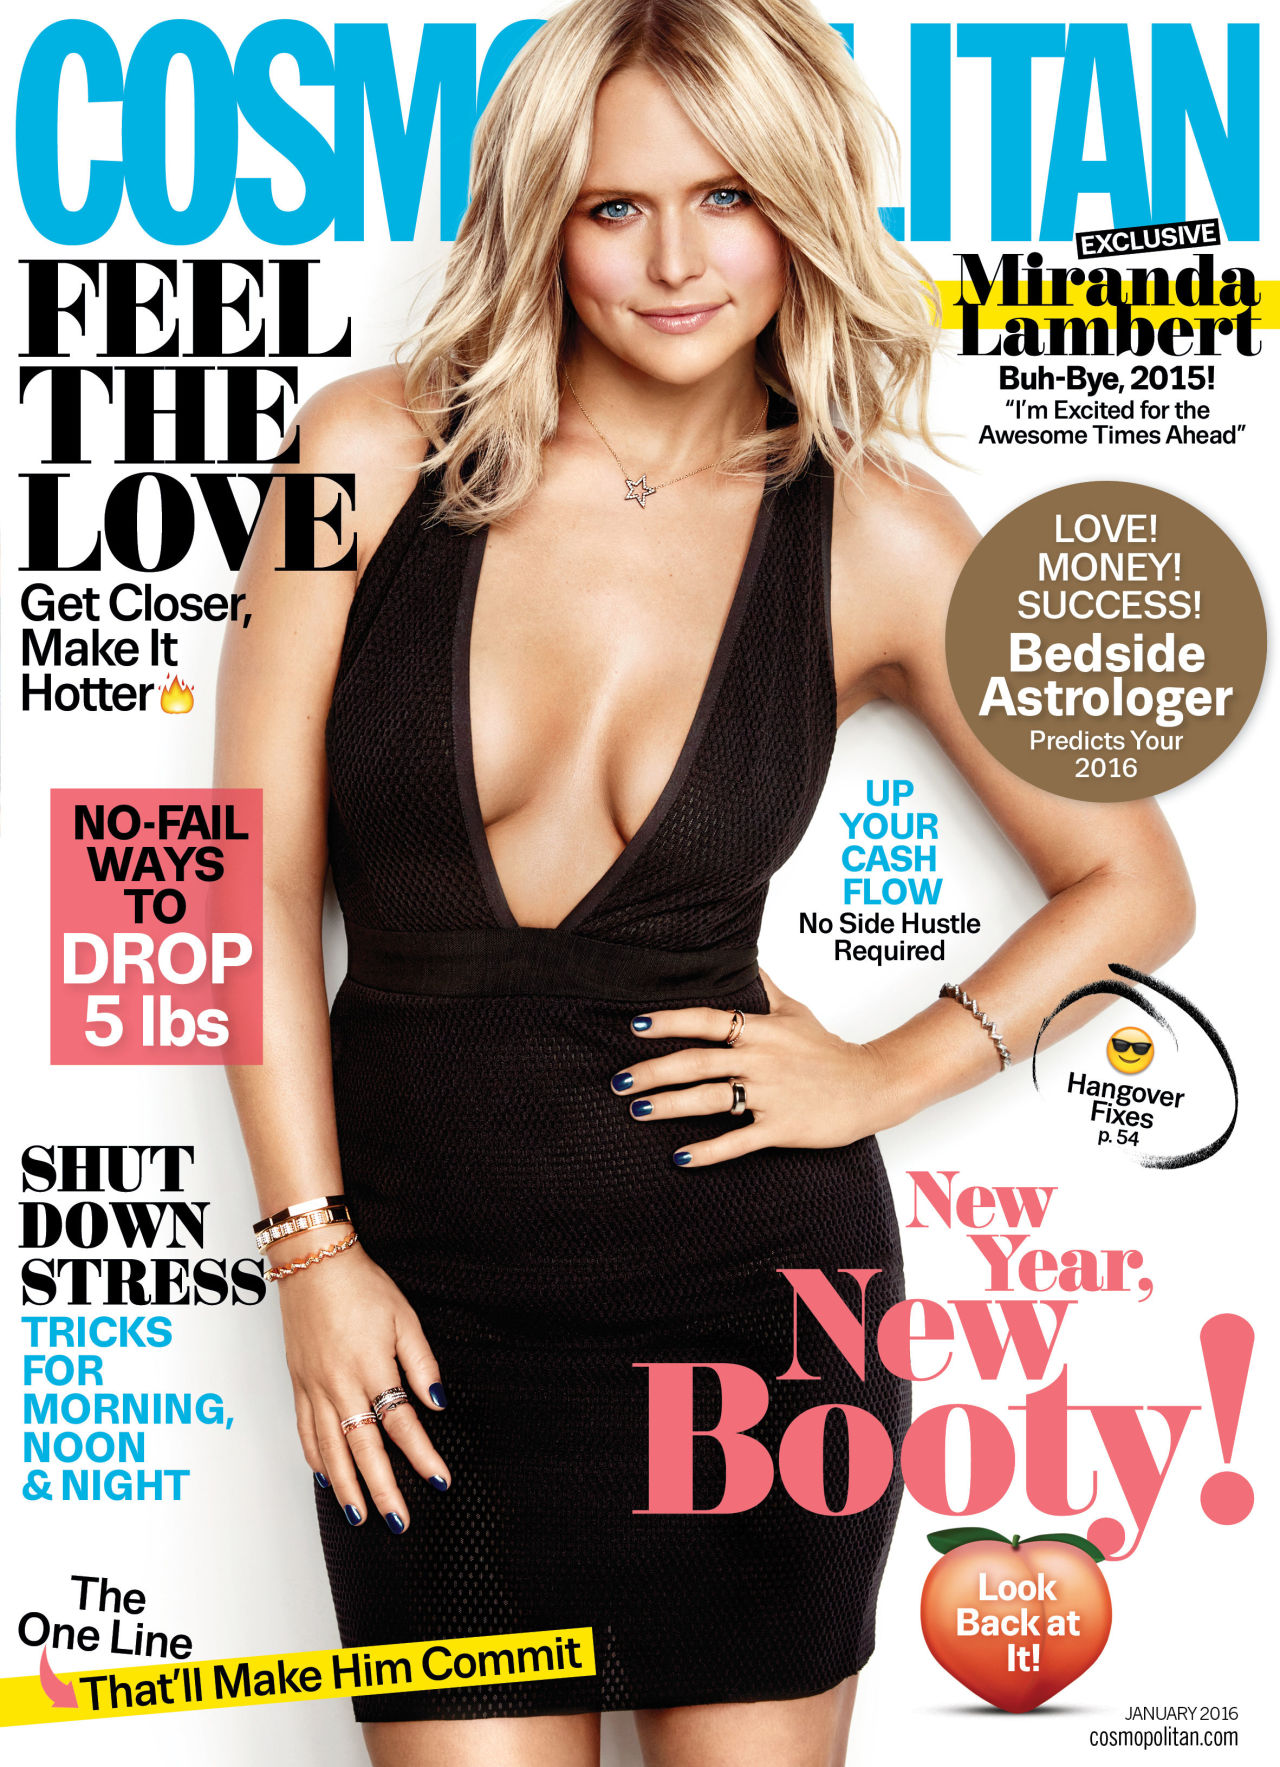 COSMOPOLITAN
EXCLUSIVE
Miranda
Lambert
Buh-Bye, 2015!
“I’m Excited for the
Awesome Times Ahead”
FEEL
THE
LOVE
Get Closer,
Make It
Hotter🔥
LOVE!
MONEY!
SUCCESS!
Bedside
Astrologer
Predicts Your
2016
NO-FAIL
WAYS
TO
DROP
5 lbs
UP
YOUR
CASH
FLOW
No Side Hustle
Required
😎
Hangover
Fixes
p. 54
SHUT
DOWN
STRESS
TRICKS
FOR
MORNING,
NOON
& NIGHT
New
Year,
New
Booty!
Look
Back at
It!
The
One Line
That’ll Make Him Commit
JANUARY 2016
cosmopolitan.com